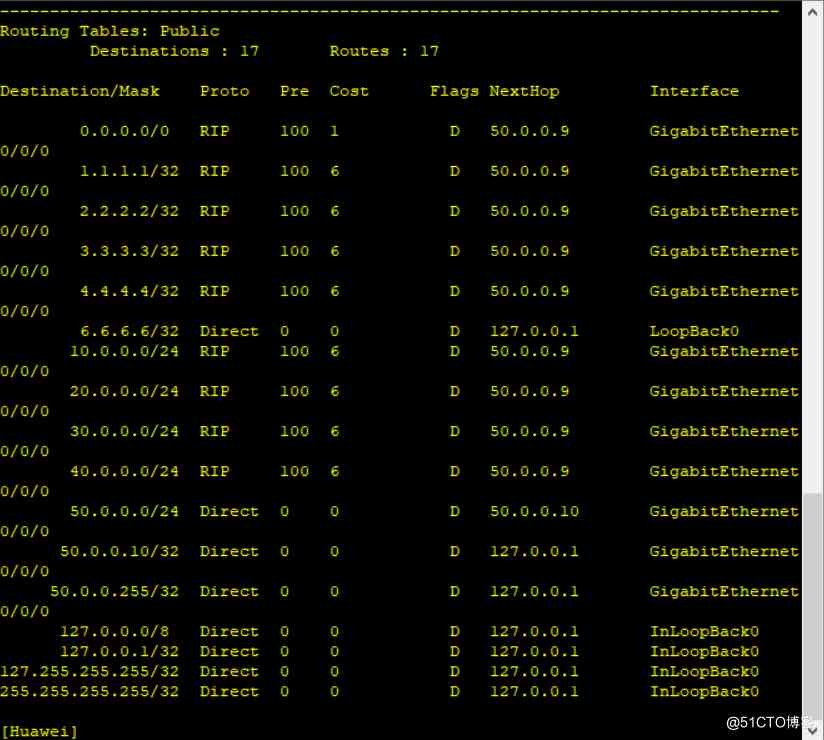 ------------------------------------------------------------------------------
Routing Tables: Public
         Destinations : 17       Routes : 17
Destination/Mask    Proto   Pre  Cost      Flags NextHop         Interface
        0.0.0.0/0   RIP     100  1           D   50.0.0.9        GigabitEthernet
0/0/0
        1.1.1.1/32  RIP     100  6           D   50.0.0.9        GigabitEthernet
0/0/0
        2.2.2.2/32  RIP     100  6           D   50.0.0.9        GigabitEthernet
0/0/0
        3.3.3.3/32  RIP     100  6           D   50.0.0.9        GigabitEthernet
0/0/0
        4.4.4.4/32  RIP     100  6           D   50.0.0.9        GigabitEthernet
0/0/0
        6.6.6.6/32  Direct  0    0           D   127.0.0.1       LoopBack0
       10.0.0.0/24  RIP     100  6           D   50.0.0.9        GigabitEthernet
0/0/0
       20.0.0.0/24  RIP     100  6           D   50.0.0.9        GigabitEthernet
0/0/0
       30.0.0.0/24  RIP     100  6           D   50.0.0.9        GigabitEthernet
0/0/0
       40.0.0.0/24  RIP     100  6           D   50.0.0.9        GigabitEthernet
0/0/0
       50.0.0.0/24  Direct  0    0           D   50.0.0.10       GigabitEthernet
0/0/0
      50.0.0.10/32  Direct  0    0           D   127.0.0.1       GigabitEthernet
0/0/0
     50.0.0.255/32  Direct  0    0           D   127.0.0.1       GigabitEthernet
0/0/0
      127.0.0.0/8   Direct  0    0           D   127.0.0.1       InLoopBack0
      127.0.0.1/32  Direct  0    0           D   127.0.0.1       InLoopBack0
127.255.255.255/32  Direct  0    0           D   127.0.0.1       InLoopBack0
255.255.255.255/32  Direct  0    0           D   127.0.0.1       InLoopBack0
@51CTO博客
[Huawei]